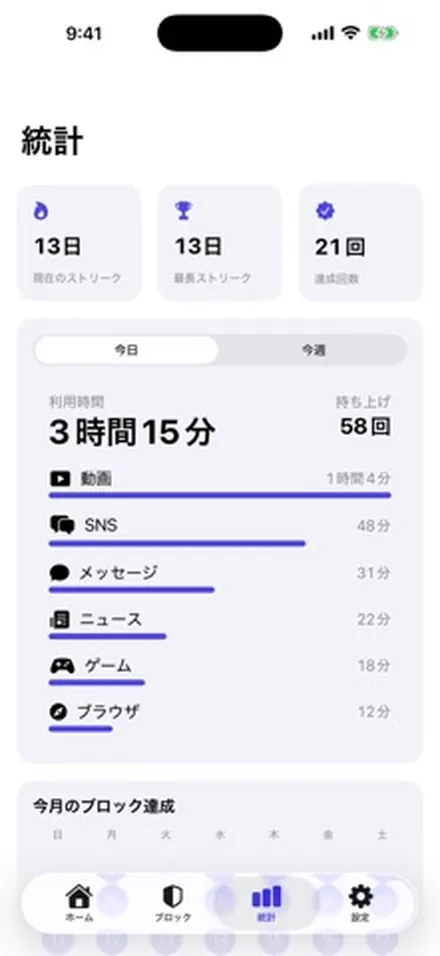 9:41
統計
13日
現在のストリーク
13日
最長ストリーク
21回
達成回数
今日
今週
利用時間
持ち上げ
3時間15分
58回
動画 1時間4分
SNS 48分
メッセージ 31分
ニュース 22分
ゲーム 18分
ブラウザ 12分
今月のブロック達成
日 月 火 水 木 金 土
ホーム ブロック 統計 設定